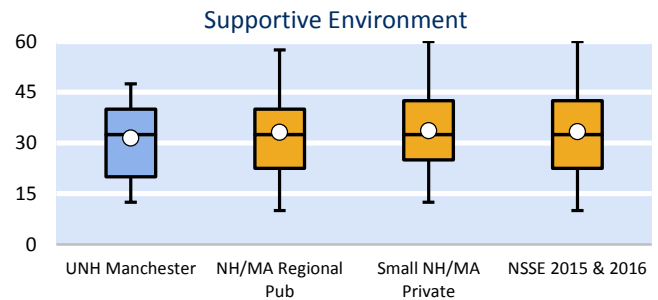 Supportive Environment
60
45
30
15
0
UNH Manchester
NH/MA Regional
Pub
Small NH/MA
Private
NSSE 2015 & 2016